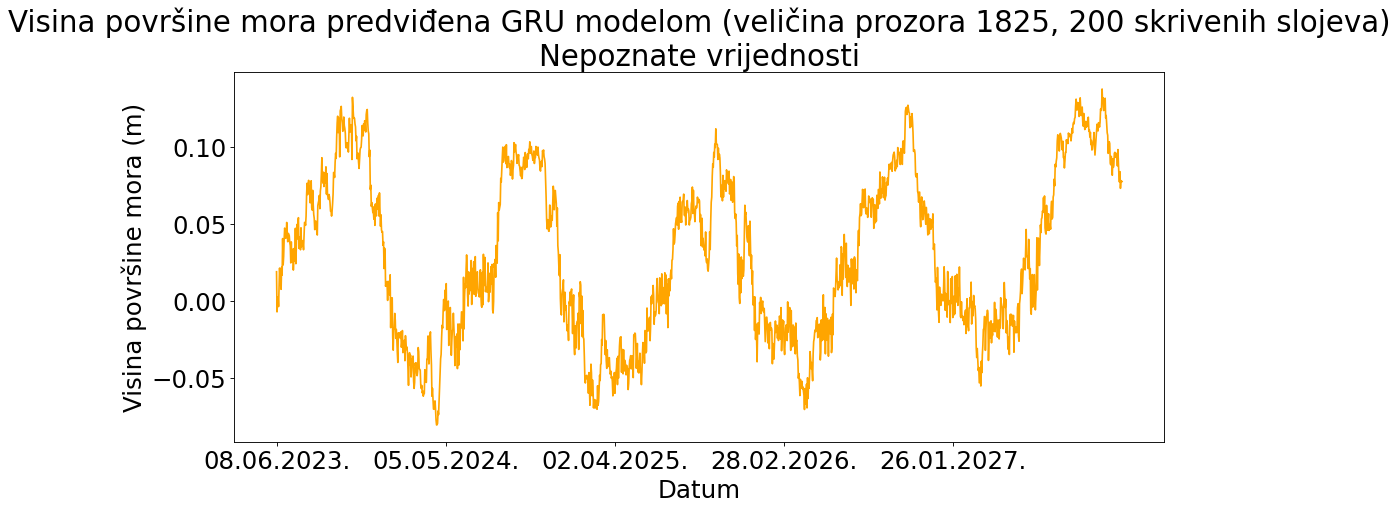 Visina površine mora predviđena GRU modelom (veličina prozora 1825, 200 skrivenih slojeva)
Nepoznate vrijednosti
Visina površine mora (m)
0.10
0.05
0.00
−0.05
08.06.2023. 05.05.2024. 02.04.2025. 28.02.2026. 26.01.2027.
Datum